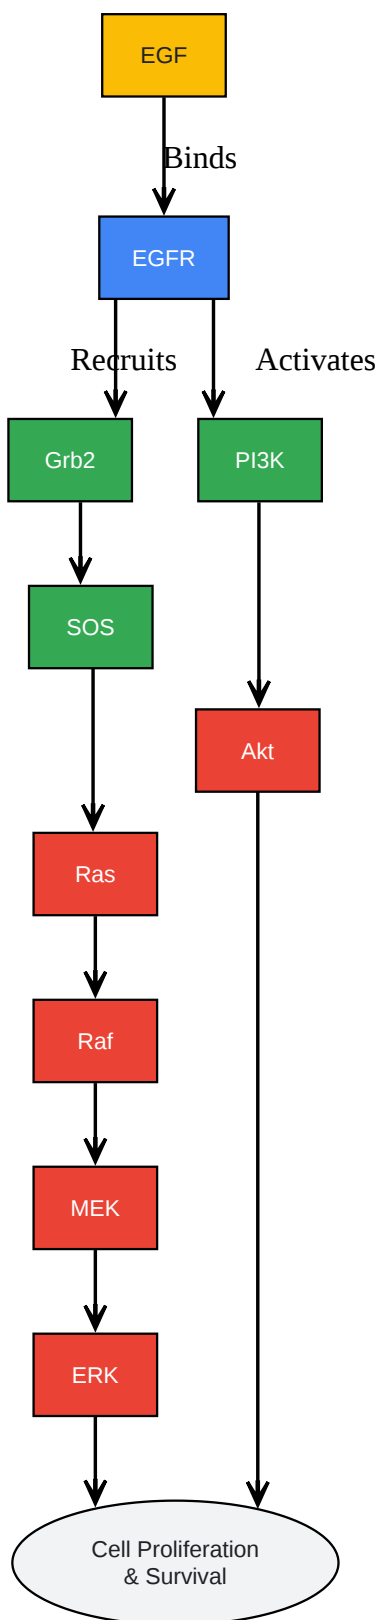 EGF
Binds
EGFR
Recruits
Activates
Grb2
PI3K
SOS
Akt
Ras
Raf
MEK
ERK
Cell Proliferation
& Survival